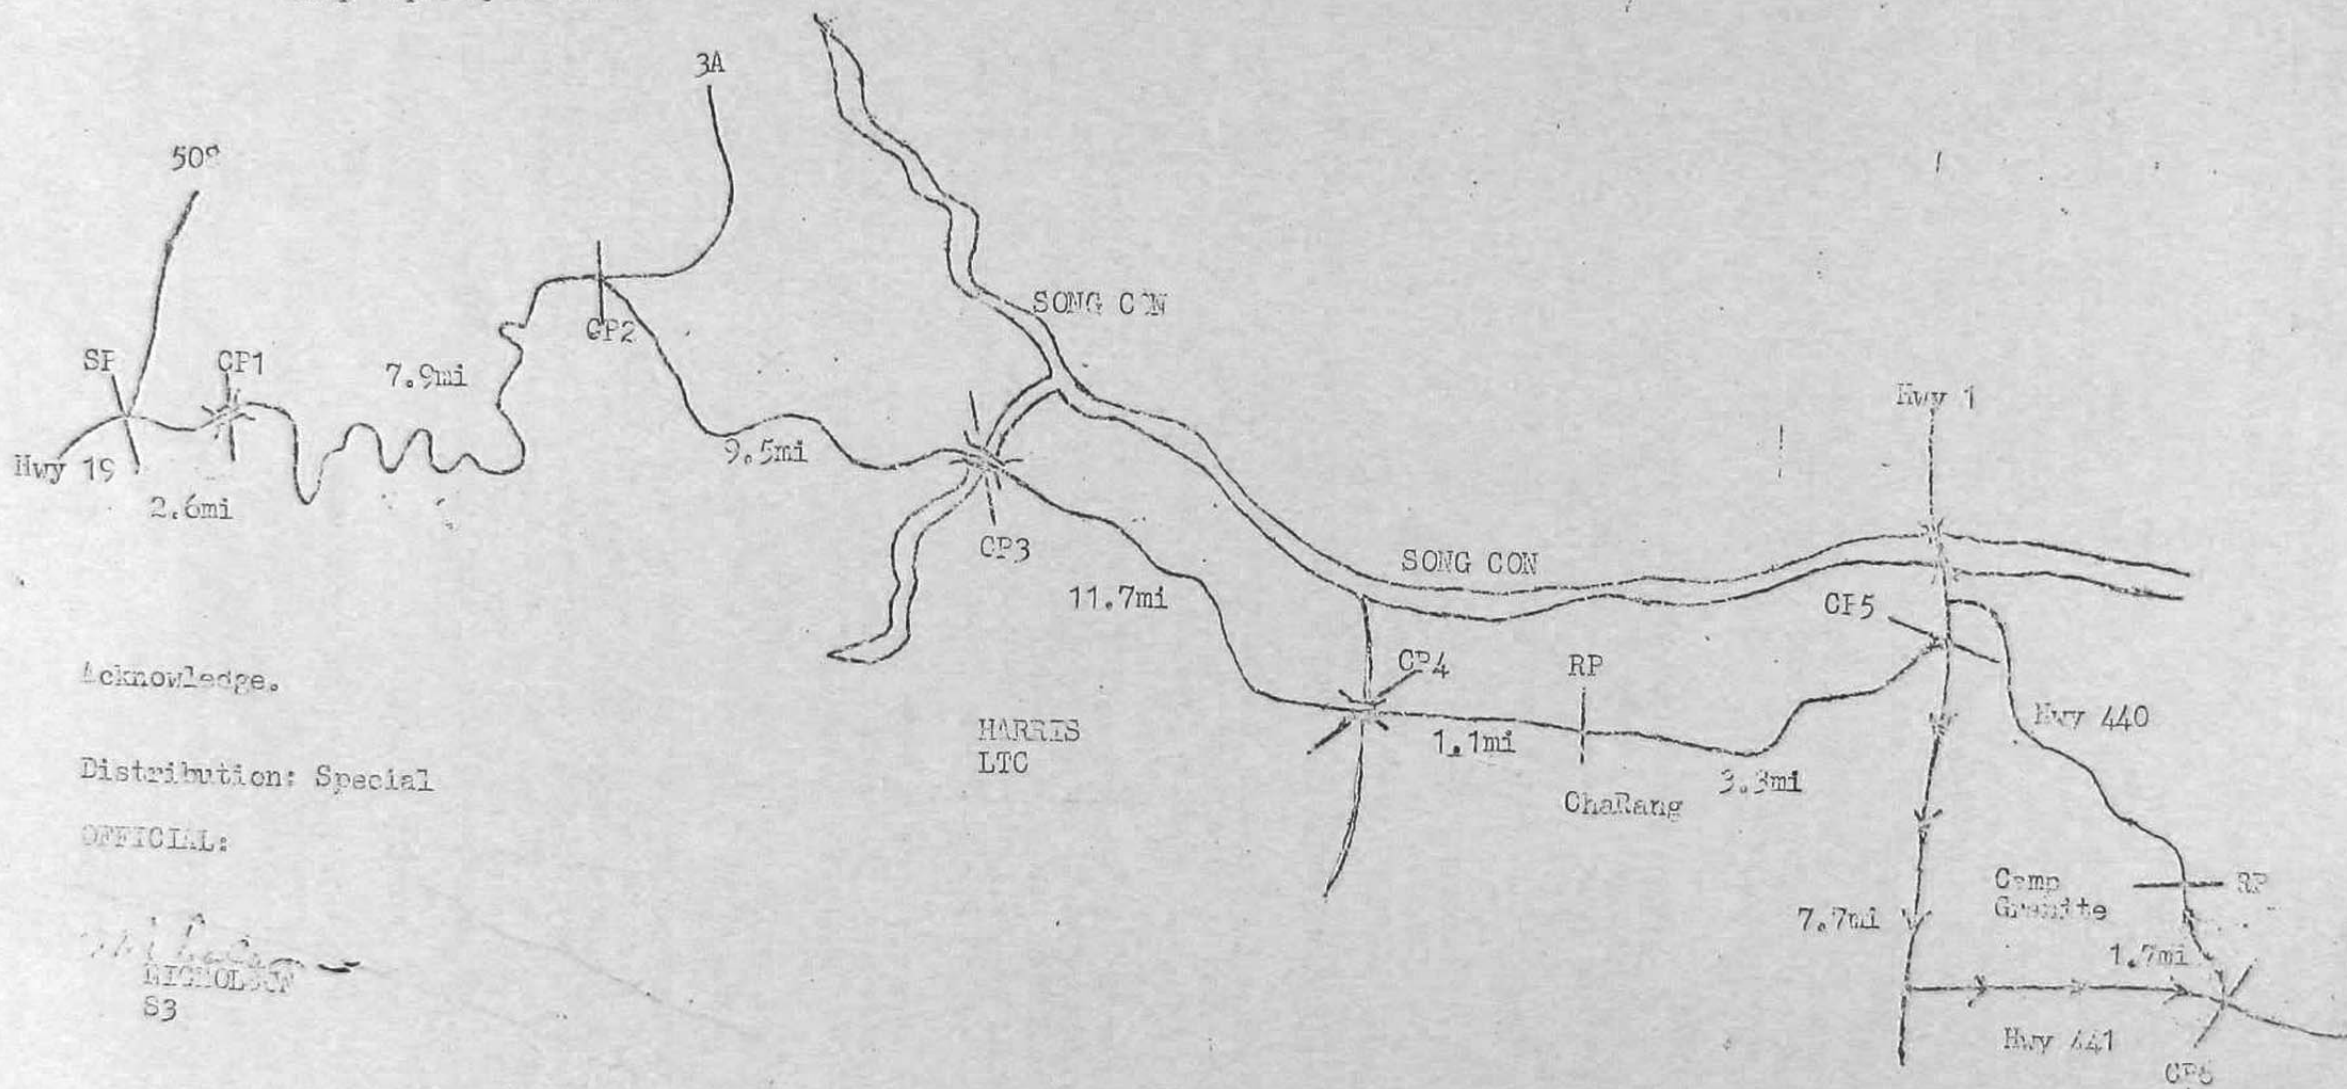 3A
SP
CP1
7.9mi
CP2
Hwy 19
2.6mi
SONG CON
9.5mi
CP3
11.7mi
SONG CON
Hwy 1
CP5
CP4
RP
1.1mi
ChaRang
3.3mi
Hwy 440
HARRIS
LTC
Camp
Granite
RP
7.7mi
1.7mi
Hwy 441
CP6
Acknowledge.
Distribution: Special
OFFICIAL:
NICHOLSON
S3